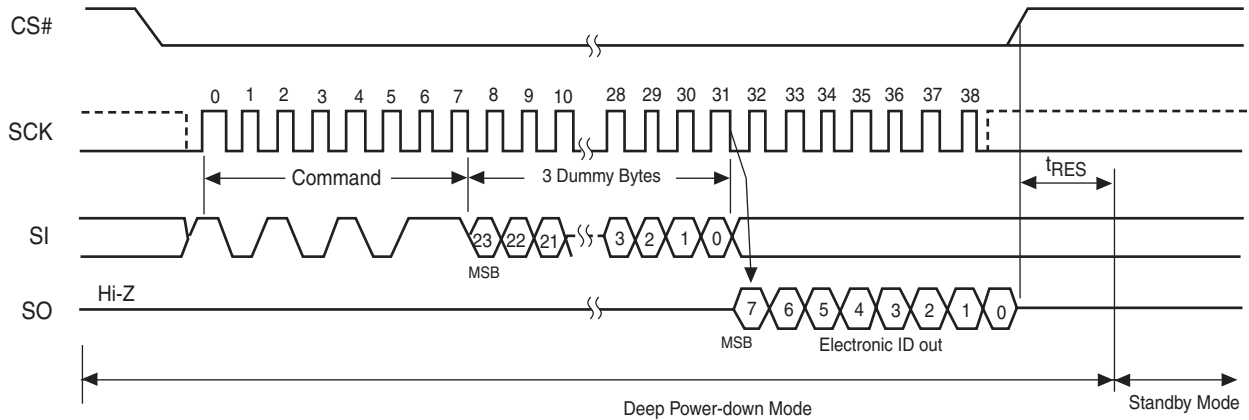 CS#
SCK
0 1 2 3 4 5 6 7 8 9 10 28 29 30 31 32 33 34 35 36 37 38
Command
3 Dummy Bytes
tRES
SI
23 22 21 3 2 1 0
MSB
SO
Hi-Z
7 6 5 4 3 2 1 0
MSB
Electronic ID out
Deep Power-down Mode
Standby Mode